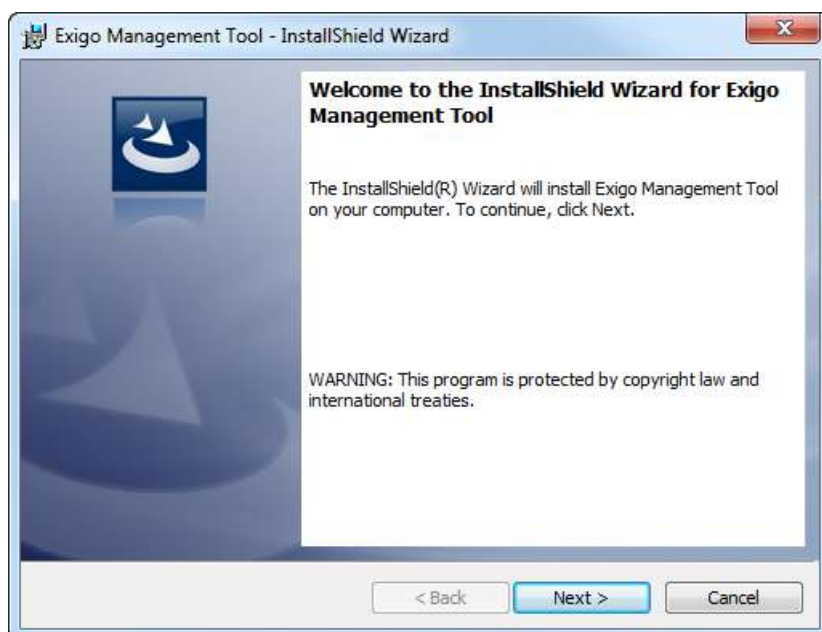 Exigo Management Tool - InstallShield Wizard
Welcome to the InstallShield Wizard for Exigo
Management Tool
The InstallShield(R) Wizard will install Exigo Management Tool
on your computer. To continue, click Next.
WARNING: This program is protected by copyright law and
international treaties.
< Back Next > Cancel